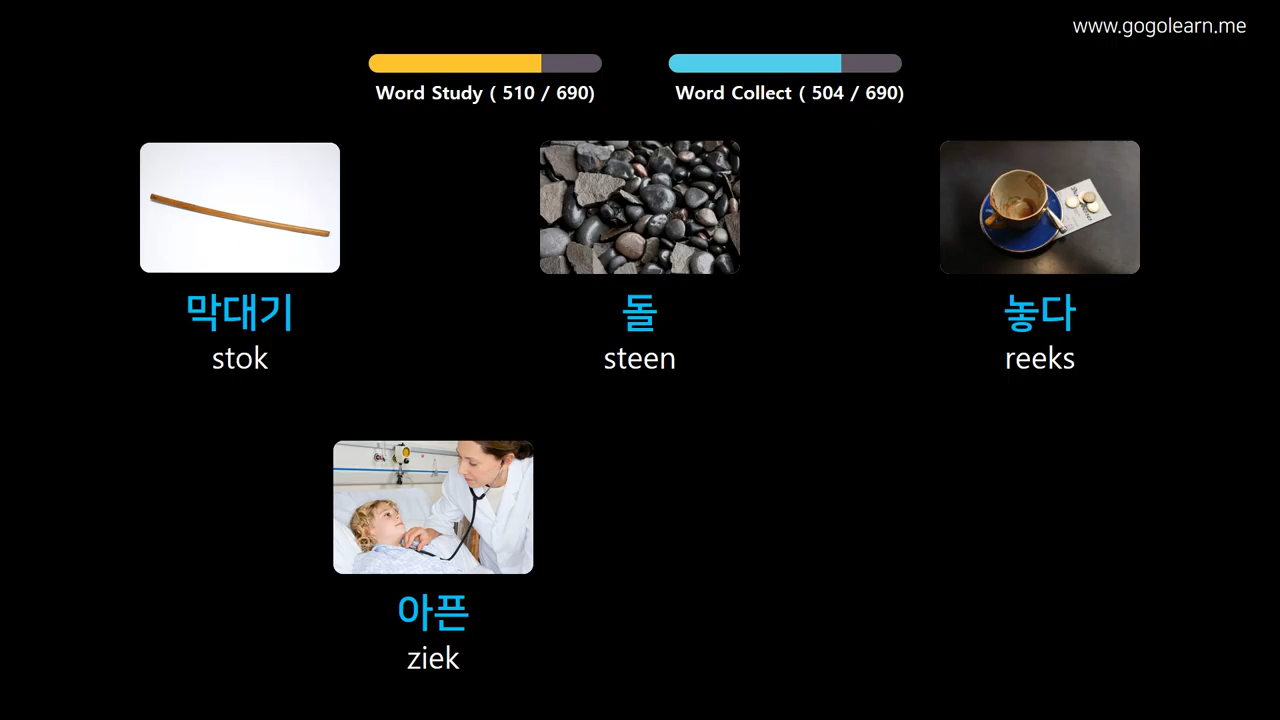 www.gogolearn.me
Word Study ( 510 / 690)
Word Collect ( 504 / 690)
막대기
stok
돌
steen
놓다
reeks
아픈
ziek